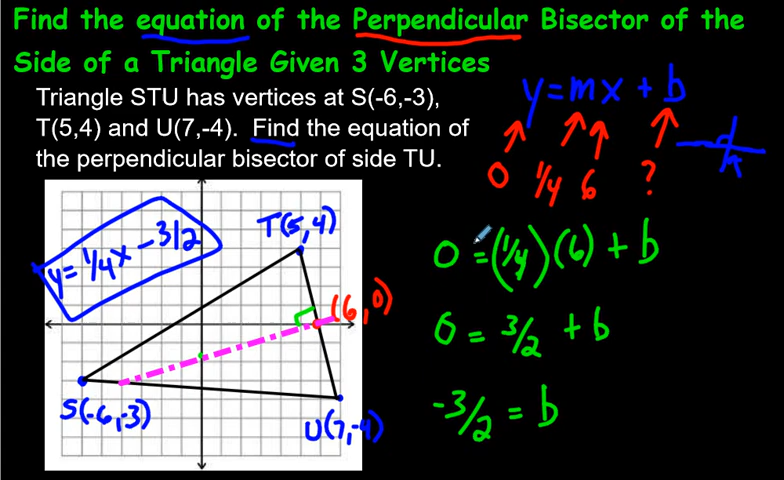 Find the equation of the Perpendicular Bisector of the
Side of a Triangle Given 3 Vertices
Triangle STU has vertices at S(-6,-3),
T(5,4) and U(7,-4). Find the equation of
the perpendicular bisector of side TU.
y = mx + b
0 1/4 6 ?
y = 1/4x - 3/2
T(5,4)
(6,0)
S(-6,-3)
U(7,-4)
0 = (1/4)(6) + b
0 = 3/2 + b
-3/2 = b